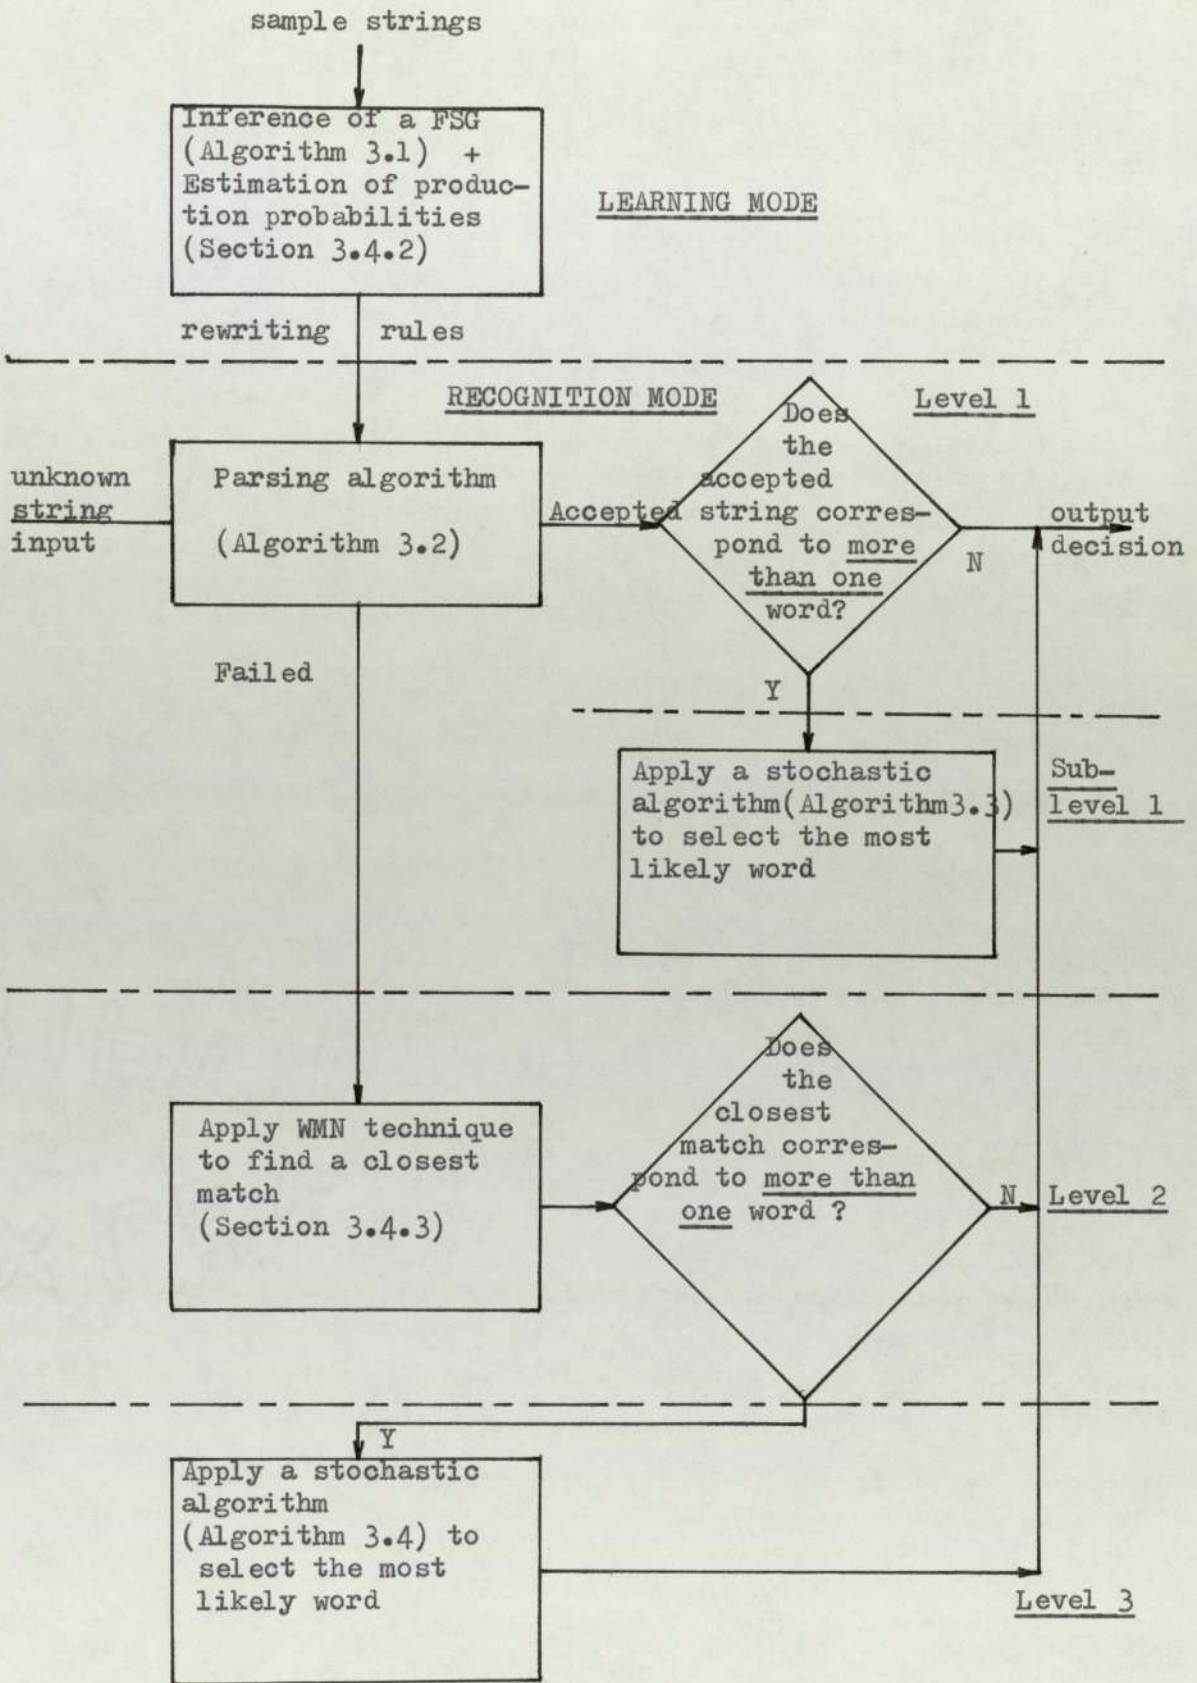 sample strings
Inference of a FSG
(Algorithm 3.1) +
Estimation of produc-
tion probabilities
(Section 3.4.2)
LEARNING MODE
rewriting rules
RECOGNITION MODE
Level 1
unknown
string
input
Parsing algorithm
(Algorithm 3.2)
Accepted
Does
the
accepted
string corres-
pond to more
than one
word?
N
output
decision
Failed
Y
Apply a stochastic
algorithm(Algorithm3.3)
to select the most
likely word
Sub-
level 1
Apply WMN technique
to find a closest
match
(Section 3.4.3)
Does
the
closest
match corres-
pond to more than
one word ?
N
Level 2
Y
Apply a stochastic
algorithm
(Algorithm 3.4) to
select the most
likely word
Level 3